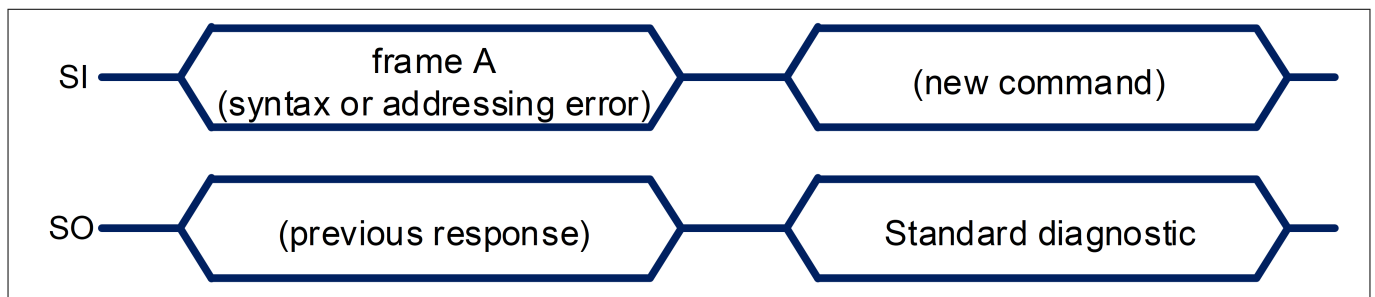 SI
frame A
(syntax or addressing error)
(new command)
SO
(previous response)
Standard diagnostic